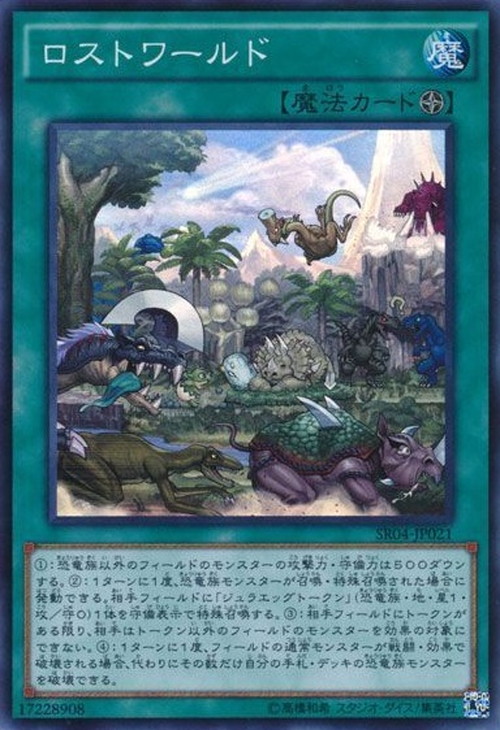 ロストワールド
魔
【魔法カード】
SR04-JP021
①:恐竜族以外のフィールドのモンスターの攻撃力・守備力は500ダウン
する。②:1ターンに1度、恐竜族モンスターが召喚・特殊召喚された場合に
発動できる。相手フィールドに「ジュラエッグトークン」(恐竜族・地・星1・
攻/守0)1体を守備表示で特殊召喚する。③:相手フィールドにトークンが
ある限り、相手はトークン以外のフィールドのモンスターを効果の対象に
できない。④:1ターンに1度、フィールドの通常モンスターが戦闘・効果で
破壊される場合、代わりにその数だけ自分の手札・デッキの恐竜族モンスター
を破壊できる。
17228908
©高橋和希 スタジオ・ダイス/集英社